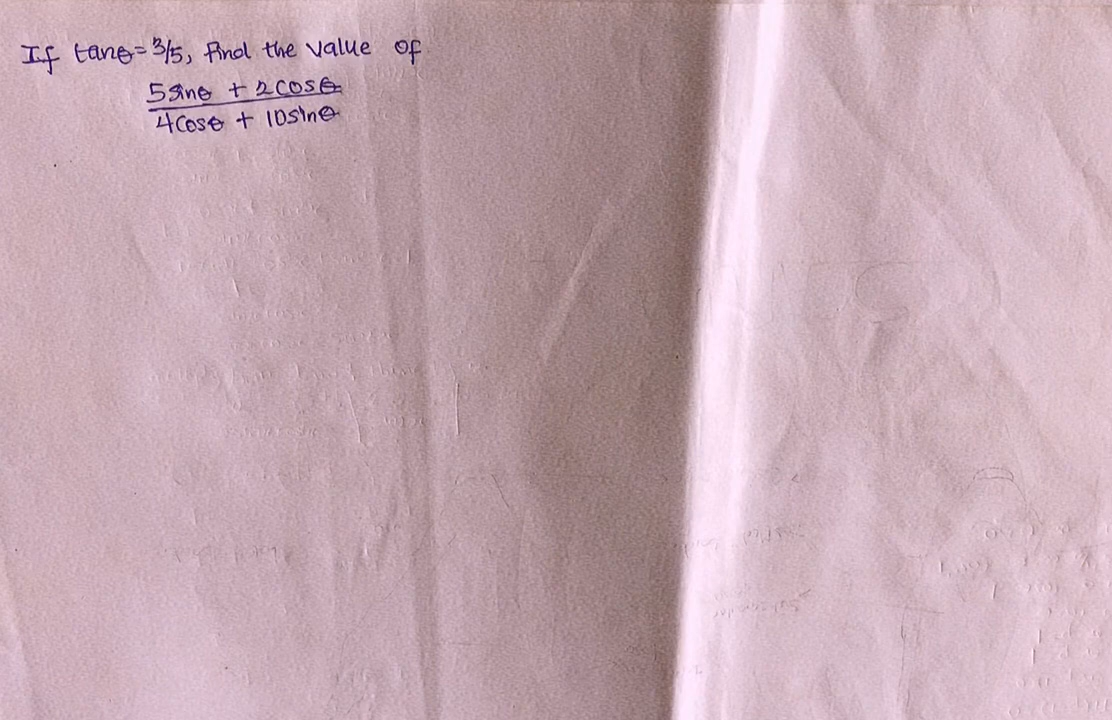 If tanθ = 3/5, find the value of
5sinθ + 2cosθ
4cosθ + 10sinθ